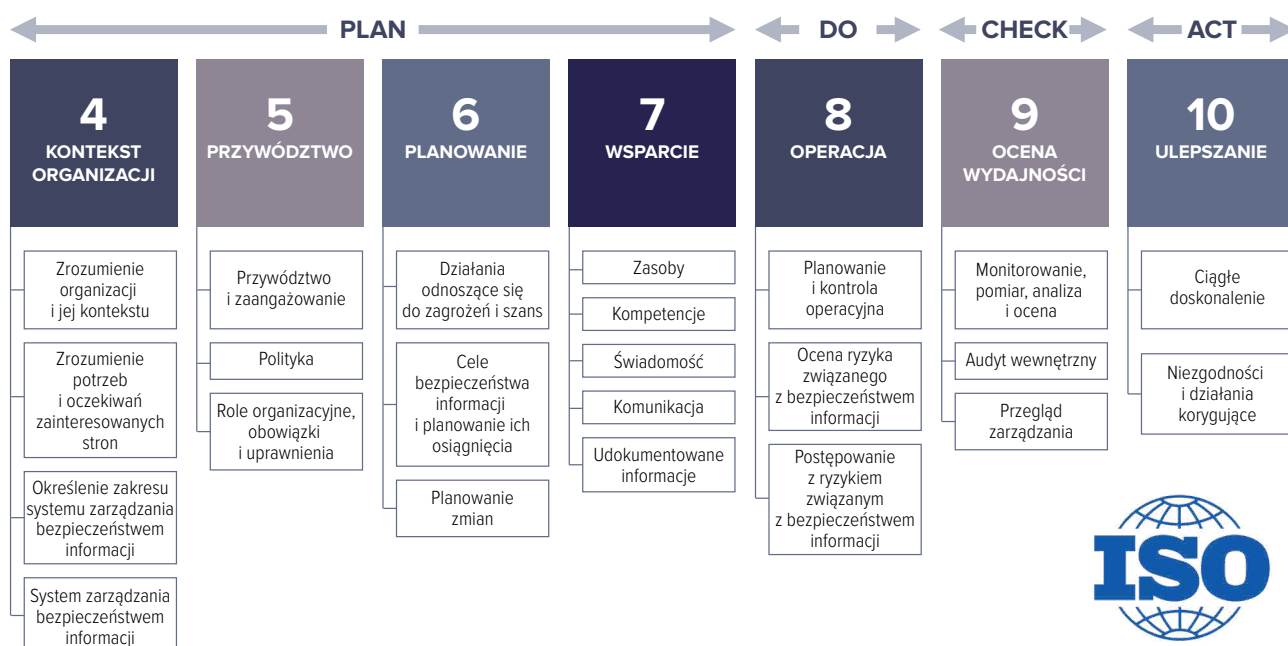 PLAN
DO
CHECK
ACT
4
KONTEKST
ORGANIZACJI
Zrozumienie
organizacji
i jej kontekstu
Zrozumienie
potrzeb
i oczekiwań
zainteresowanych
stron
Określenie zakresu
systemu zarządzania
bezpieczeństwem
informacji
System zarządzania
bezpieczeństwem
informacji
5
PRZYWÓDZTWO
Przywództwo
i zaangażowanie
Polityka
Role organizacyjne,
obowiązki
i uprawnienia
6
PLANOWANIE
Działania
odnoszące się
do zagrożeń i szans
Cele
bezpieczeństwa
informacji
i planowanie ich
osiągnięcia
Planowanie
zmian
7
WSPARCIE
Zasoby
Kompetencje
Świadomość
Komunikacja
Udokumentowane
informacje
8
OPERACJA
Planowanie
i kontrola
operacyjna
Ocena ryzyka
związanego
z bezpieczeństwem
informacji
Postępowanie
z ryzykiem
związanym
z bezpieczeństwem
informacji
9
OCENA
WYDAJNOŚCI
Monitorowanie,
pomiar, analiza
i ocena
Audyt wewnętrzny
Przegląd
zarządzania
10
ULEPSZANIE
Ciągłe
doskonalenie
Niezgodności
i działania
korygujące
ISO